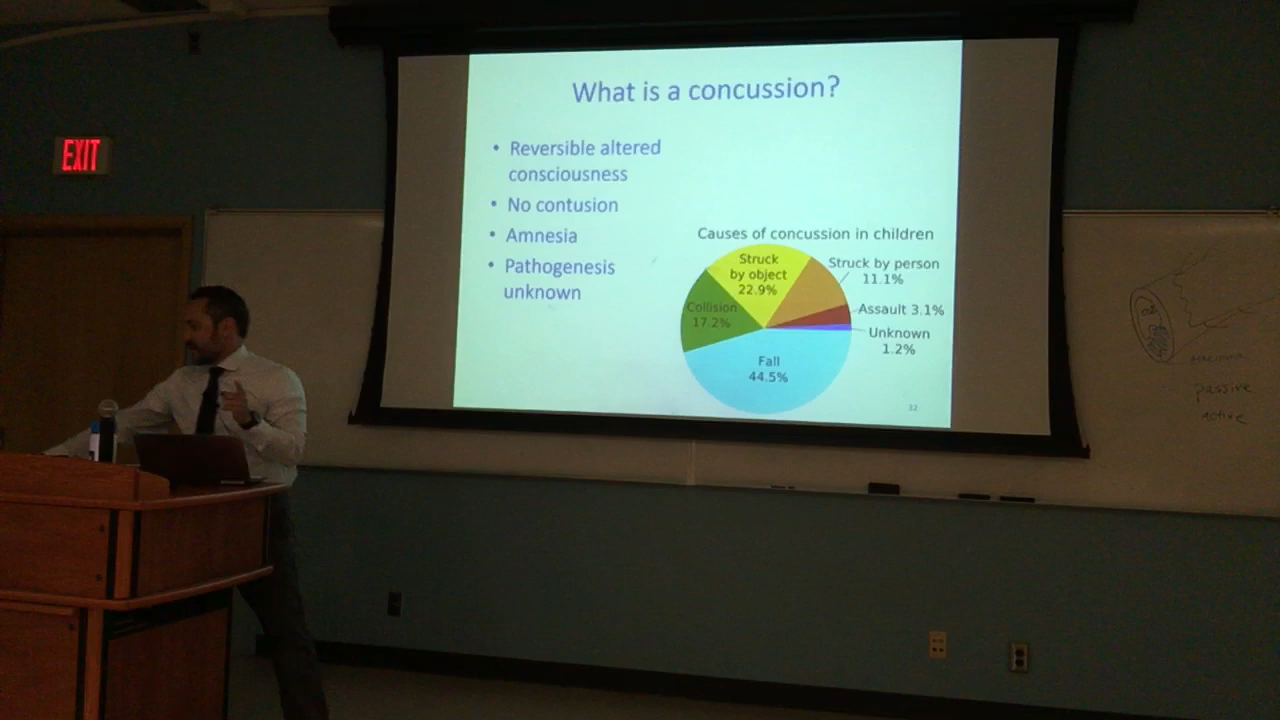 What is a concussion?
EXIT
• Reversible altered
consciousness
• No contusion
• Amnesia
• Pathogenesis
unknown
Causes of concussion in children
Struck
by object
22.9%
Struck by person
11.1%
Collision
17.2%
Assault 3.1%
Unknown
1.2%
Fall
44.5%
32
passive
active